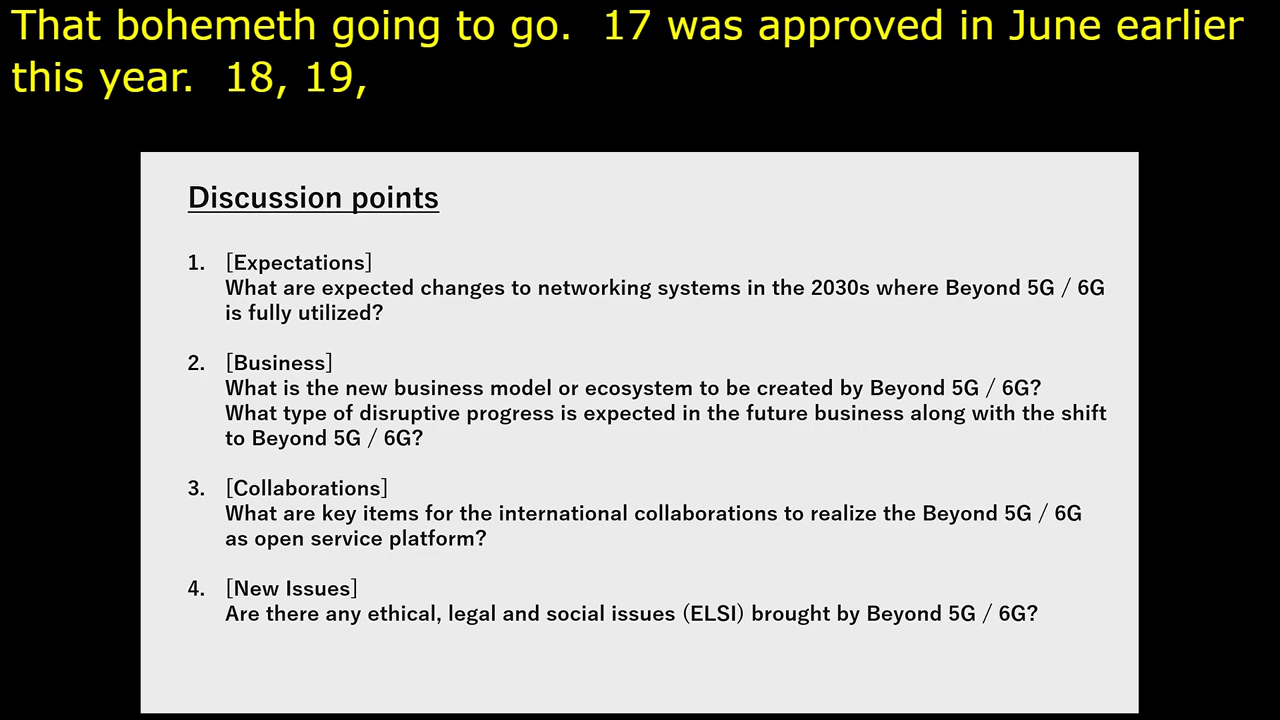 That bohemeth going to go.  17 was approved in June earlier
this year.  18, 19,
Discussion points
1. [Expectations]
What are expected changes to networking systems in the 2030s where Beyond 5G / 6G
is fully utilized?
2. [Business]
What is the new business model or ecosystem to be created by Beyond 5G / 6G?
What type of disruptive progress is expected in the future business along with the shift
to Beyond 5G / 6G?
3. [Collaborations]
What are key items for the international collaborations to realize the Beyond 5G / 6G
as open service platform?
4. [New Issues]
Are there any ethical, legal and social issues (ELSI) brought by Beyond 5G / 6G?